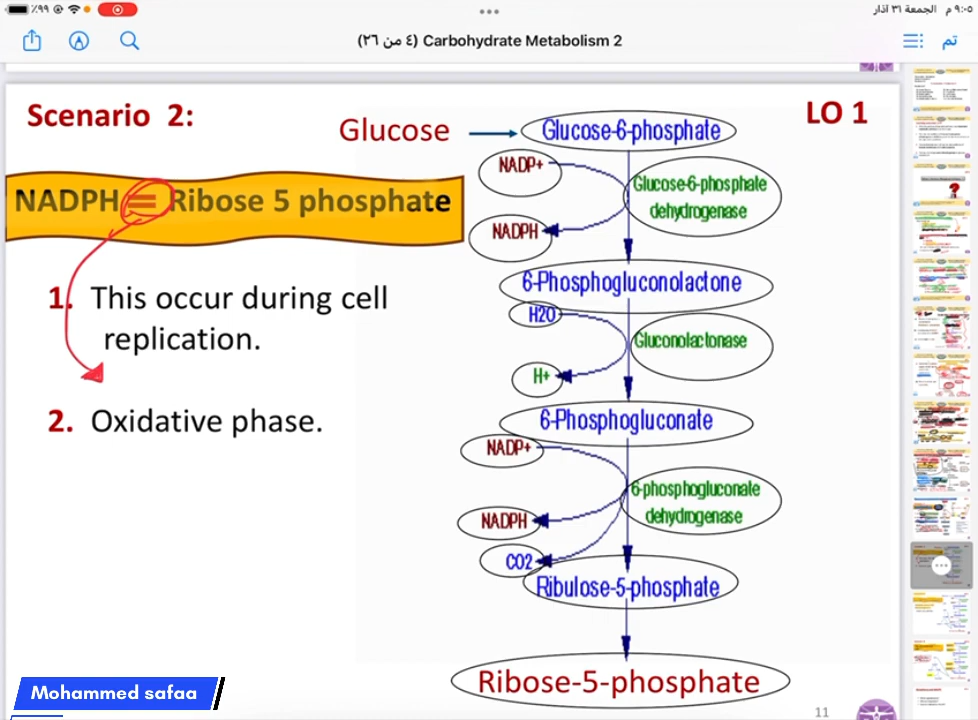 ٪٩٩
٩:٠٥ م الجمعة ٣١ آذار
Carbohydrate Metabolism 2 (٤ من ٢٦)
تم
Scenario 2:
LO 1
Glucose
Glucose-6-phosphate
NADP+
Glucose-6-phosphate
dehydrogenase
NADPH = Ribose 5 phosphate
NADPH
6-Phosphogluconolactone
1. This occur during cell
replication.
H2O
Gluconolactonase
H+
2. Oxidative phase.
6-Phosphogluconate
NADP+
6-phosphogluconate
dehydrogenase
NADPH
CO2
Ribulose-5-phosphate
Ribose-5-phosphate
Mohammed safaa
11